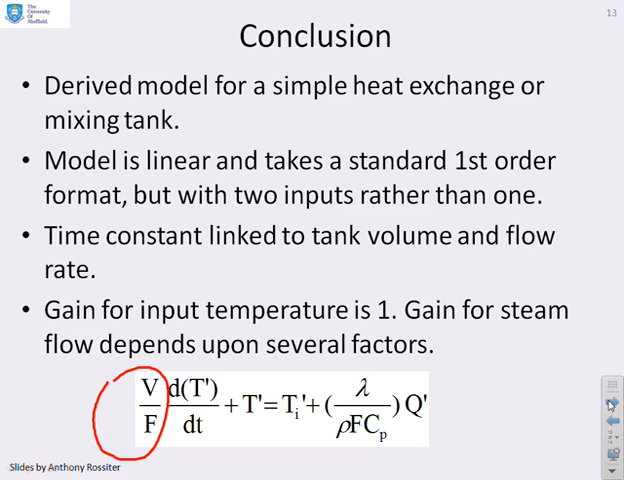 The
University
Of
Sheffield.
13
Conclusion
• Derived model for a simple heat exchange or
mixing tank.
• Model is linear and takes a standard 1st order
format, but with two inputs rather than one.
• Time constant linked to tank volume and flow
rate.
• Gain for input temperature is 1. Gain for steam
flow depends upon several factors.
V/F d(T')/dt + T' = Ti' + (λ/ρFCp) Q'
Slides by Anthony Rossiter